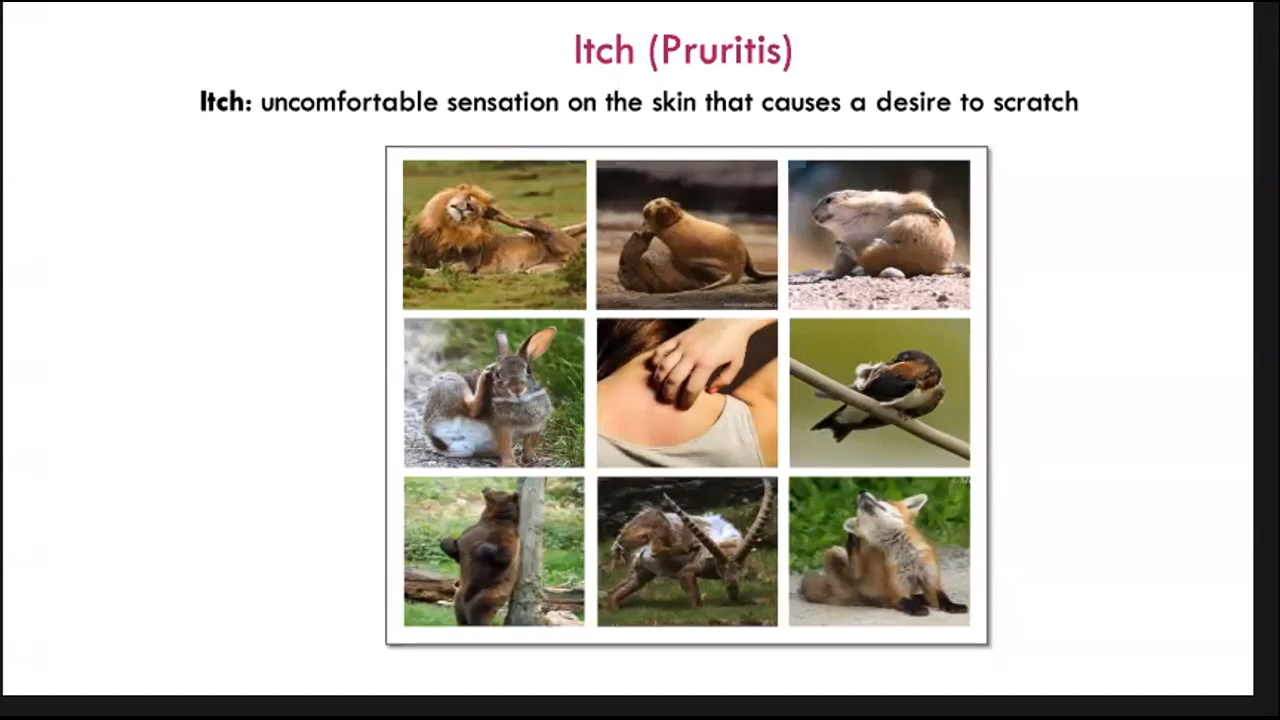 Itch (Pruritis)
Itch: uncomfortable sensation on the skin that causes a desire to scratch